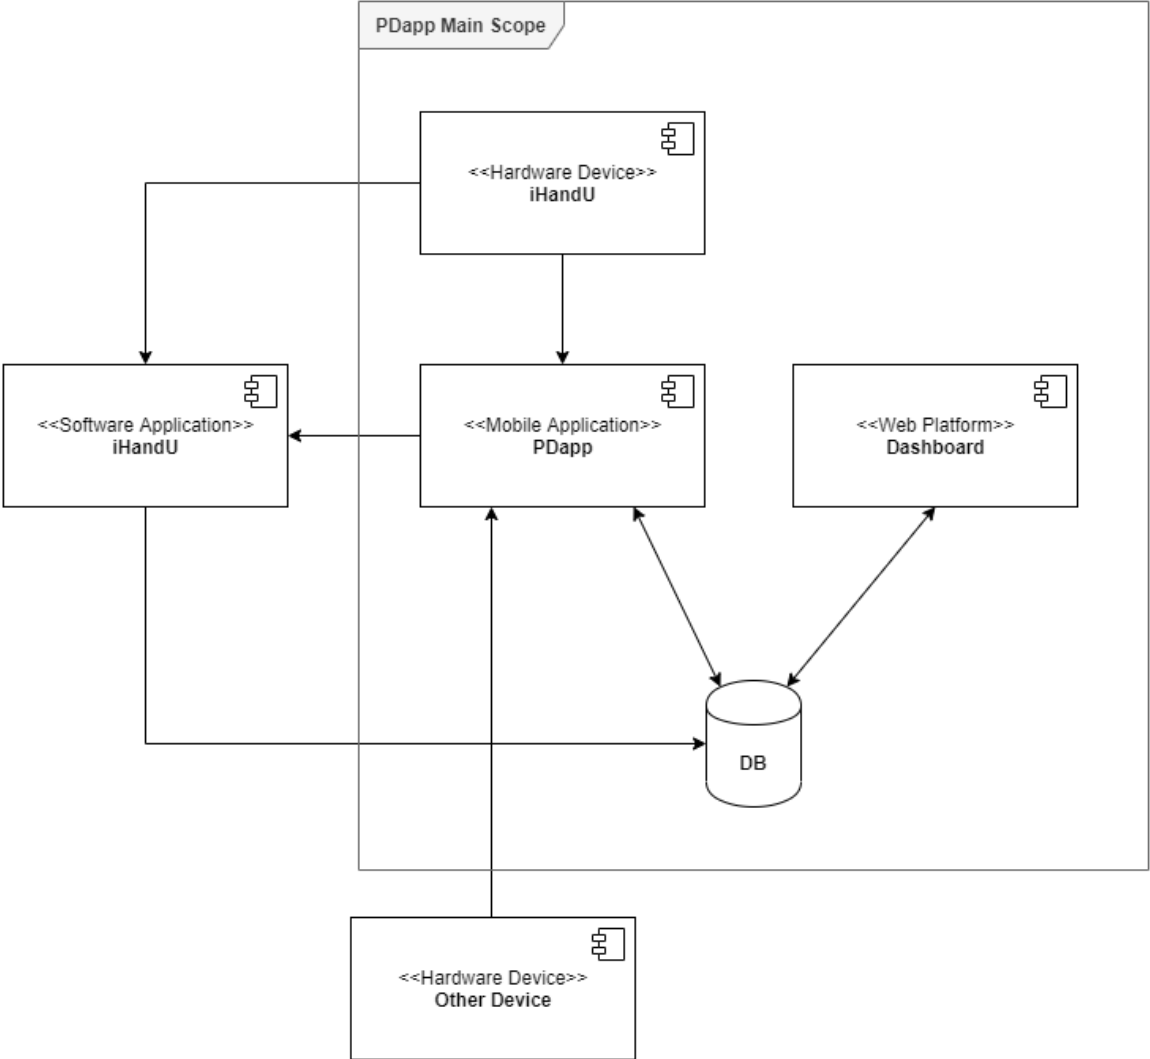 PDapp Main Scope
<<Hardware Device>>
iHandU
<<Software Application>>
iHandU
<<Mobile Application>>
PDapp
<<Web Platform>>
Dashboard
DB
<<Hardware Device>>
Other Device